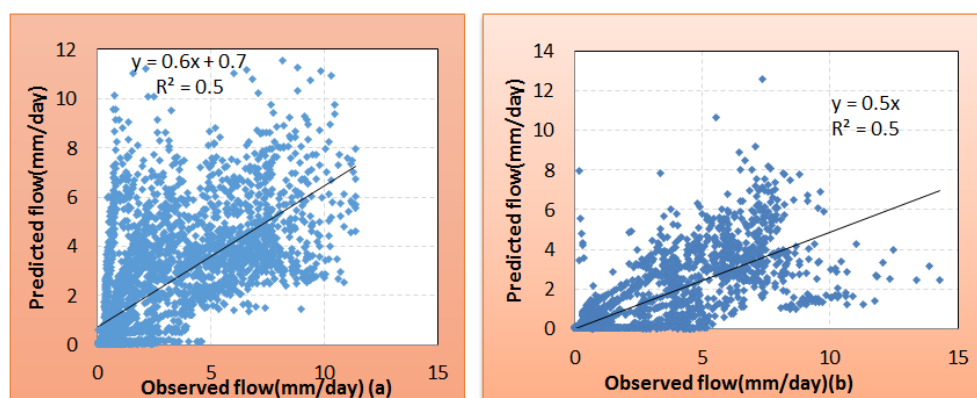 12
10
8
6
4
2
0
y = 0.6x + 0.7
R² = 0.5
Predicted flow(mm/day)
0 5 10 15
Observed flow(mm/day) (a)
14
12
10
8
6
4
2
0
y = 0.5x
R² = 0.5
Predicted flow(mm/day)
0 5 10 15
Observed flow(mm/day)(b)